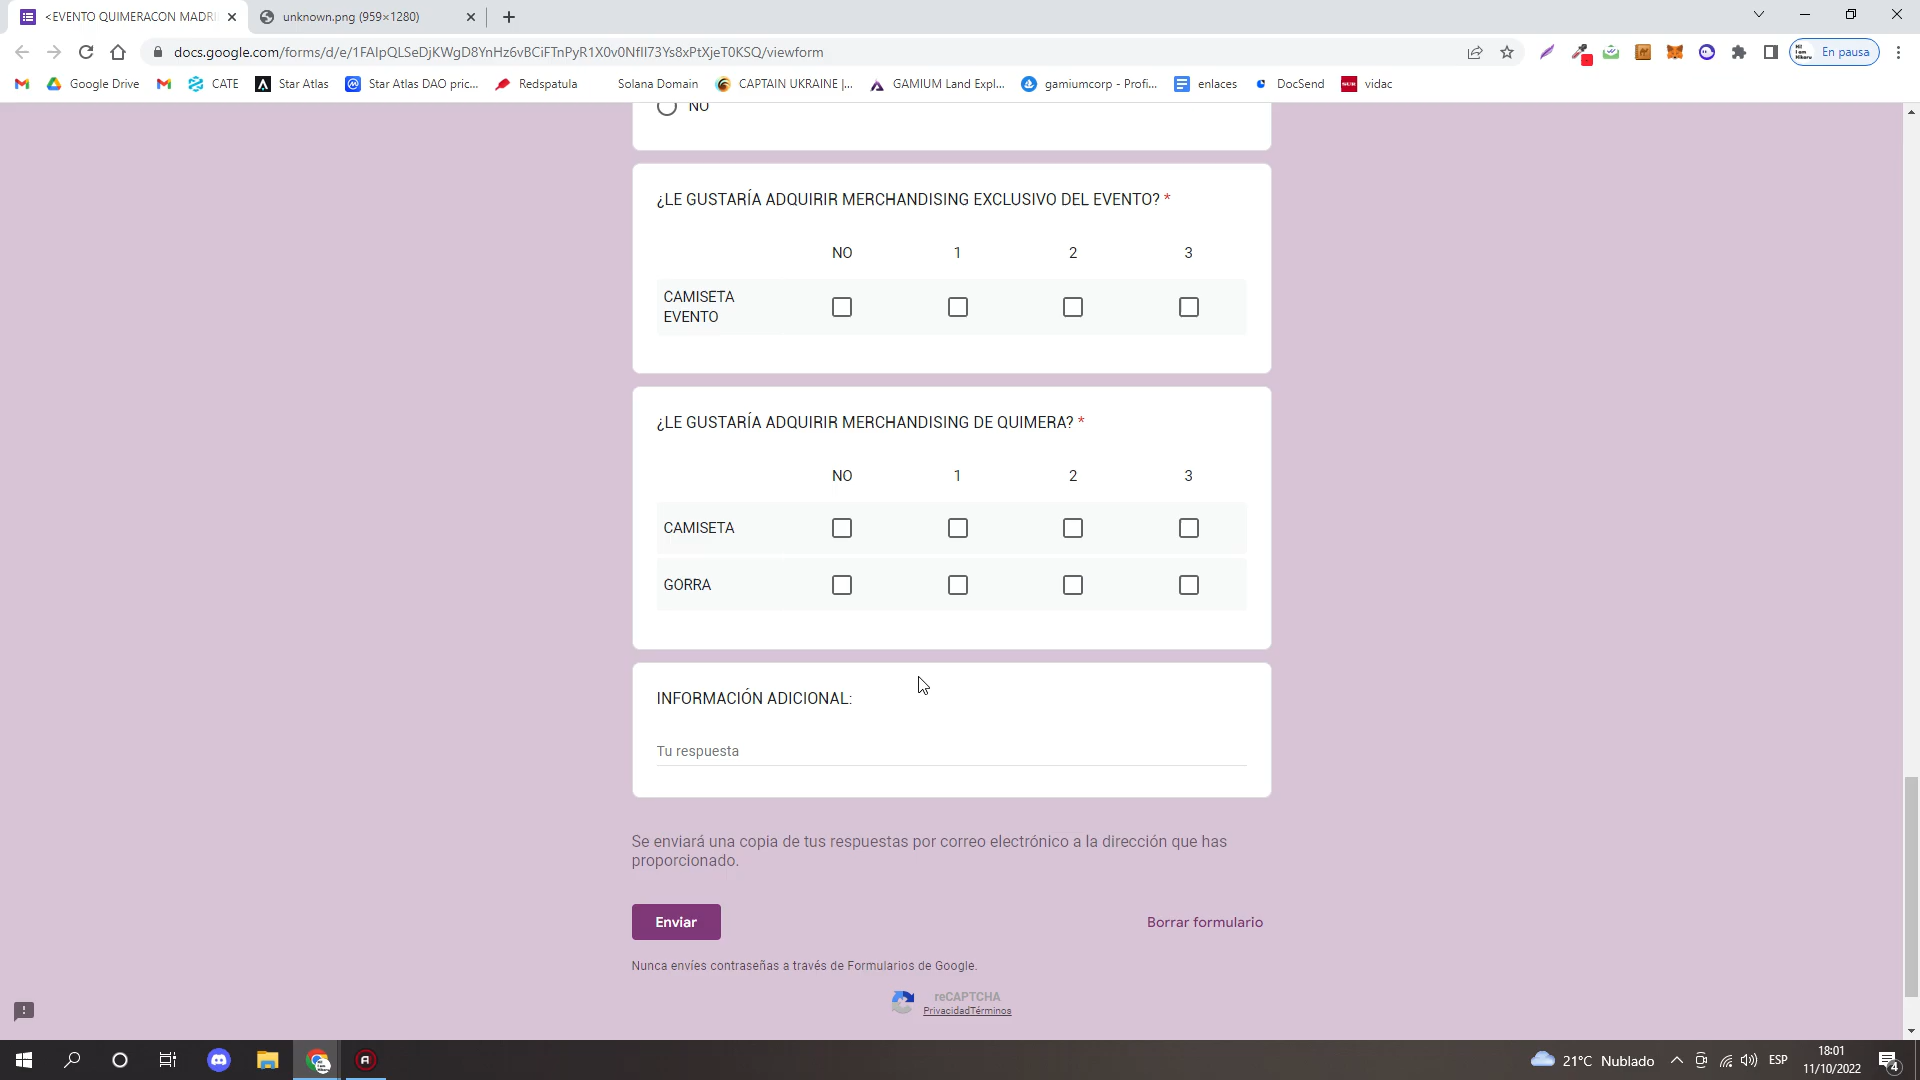 <EVENTO QUIMERACON MADRI
unknown.png (959×1280)
docs.google.com/forms/d/e/1FAIpQLSeDjKWgD8YnHz6vBCiFTnPyR1X0v0NfIl73Ys8xPtXjeT0KSQ/viewform
En pausa
Google Drive
CATE
Star Atlas
Star Atlas DAO pric...
Redspatula
Solana Domain
CAPTAIN UKRAINE |...
GAMIUM Land Expl...
gamiumcorp - Profi...
enlaces
DocSend
vidac
NO
¿LE GUSTARÍA ADQUIRIR MERCHANDISING EXCLUSIVO DEL EVENTO? *
NO 1 2 3
CAMISETA
EVENTO
¿LE GUSTARÍA ADQUIRIR MERCHANDISING DE QUIMERA? *
NO 1 2 3
CAMISETA
GORRA
INFORMACIÓN ADICIONAL:
Tu respuesta
Se enviará una copia de tus respuestas por correo electrónico a la dirección que has
proporcionado.
Enviar
Borrar formulario
Nunca envíes contraseñas a través de Formularios de Google.
reCAPTCHA
PrivacidadTérminos
21°C Nublado
ESP
18:01
11/10/2022
4